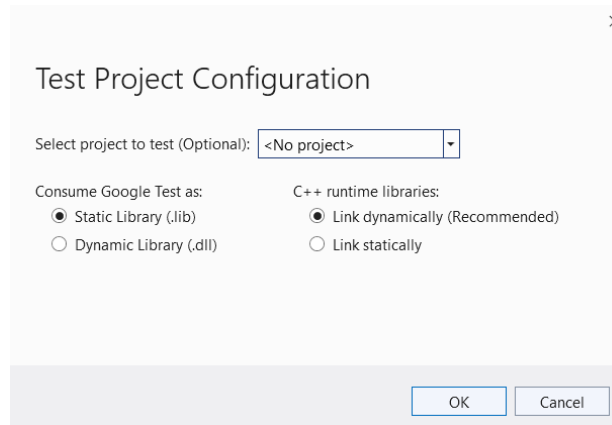 Test Project Configuration
Select project to test (Optional): <No project>
Consume Google Test as:
Static Library (.lib)
Dynamic Library (.dll)
C++ runtime libraries:
Link dynamically (Recommended)
Link statically
OK Cancel